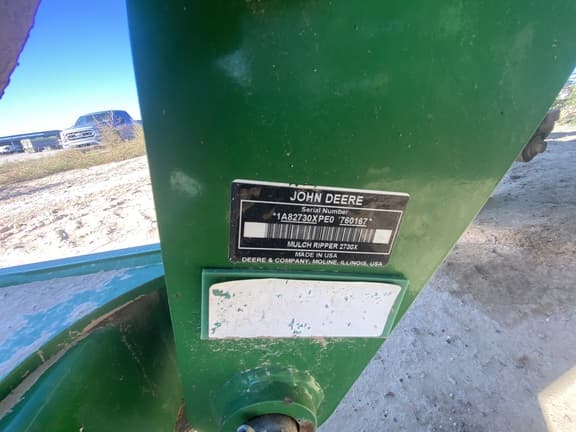 JOHN DEERE
Serial Number
*1A82730XPE0 760167*
MULCH RIPPER 2730X
MADE IN USA
DEERE & COMPANY, MOLINE, ILLINOIS, USA